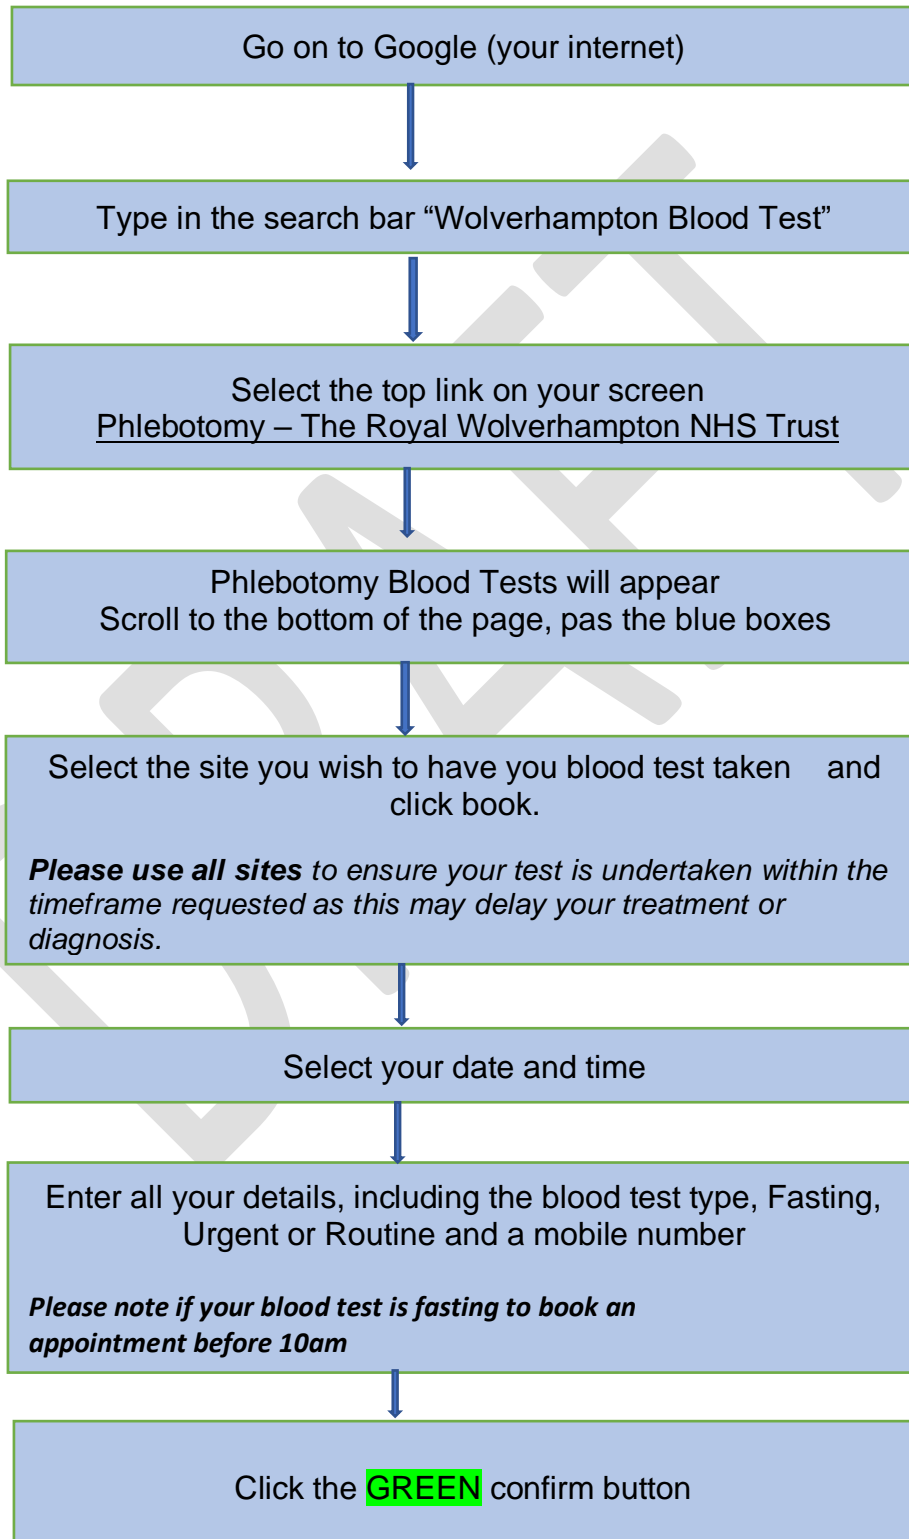 Go on to Google (your internet)
Type in the search bar “Wolverhampton Blood Test”
Select the top link on your screen
Phlebotomy – The Royal Wolverhampton NHS Trust
Phlebotomy Blood Tests will appear
Scroll to the bottom of the page, pas the blue boxes
Select the site you wish to have you blood test taken and
click book.
Please use all sites to ensure your test is undertaken within the
timeframe requested as this may delay your treatment or
diagnosis.
Select your date and time
Enter all your details, including the blood test type, Fasting,
Urgent or Routine and a mobile number
Please note if your blood test is fasting to book an
appointment before 10am
Click the GREEN confirm button
DRAFT